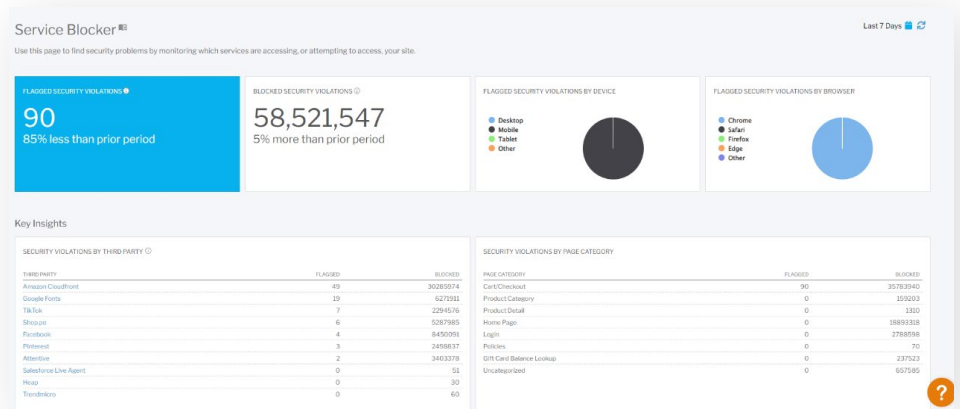 Service Blocker
Last 7 Days
Use this page to find security problems by monitoring which services are accessing, or attempting to access, your site.
FLAGGED SECURITY VIOLATIONS
90
85% less than prior period
BLOCKED SECURITY VIOLATIONS
58,521,547
5% more than prior period
FLAGGED SECURITY VIOLATIONS BY DEVICE
Desktop
Mobile
Tablet
Other
FLAGGED SECURITY VIOLATIONS BY BROWSER
Chrome
Safari
Firefox
Edge
Other
Key Insights
SECURITY VIOLATIONS BY THIRD PARTY
THIRD PARTY FLAGGED BLOCKED
Amazon Cloudfront 49 30285974
Google Fonts 19 6271911
TikTok 7 2294576
Shop.po 6 5287985
Facebook 4 8450091
Pinterest 3 2498837
Attentive 2 3403378
Salesforce Live Agent 0 51
Heap 0 30
Trendmicro 0 60
SECURITY VIOLATIONS BY PAGE CATEGORY
PAGE CATEGORY FLAGGED BLOCKED
Cart/Checkout 90 35783940
Product Category 0 159203
Product Detail 0 1310
Home Page 0 18893318
Login 0 2788598
Policies 0 70
Gift Card Balance Lookup 0 237523
Uncategorized 0 657585
?